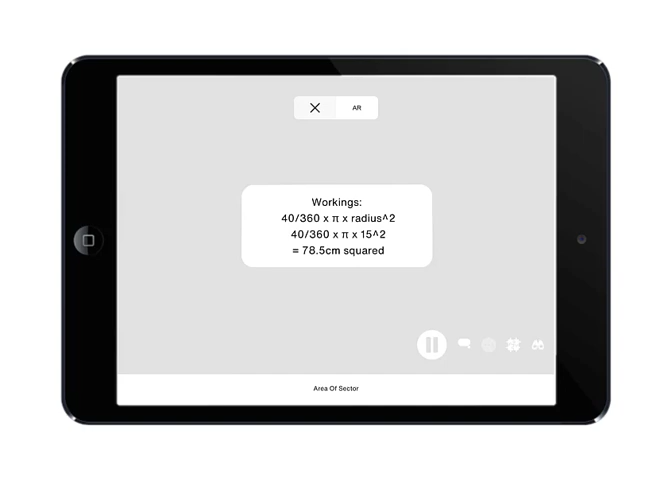 AR
Workings:
40/360 x π x radius^2
40/360 x π x 15^2
= 78.5cm squared
Area Of Sector